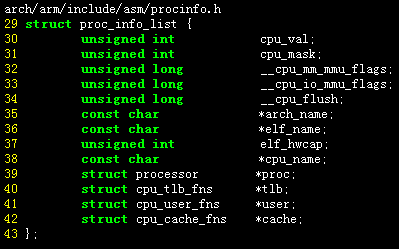 arch/arm/include/asm/procinfo.h
29 struct proc_info_list {
30         unsigned int            cpu_val;
31         unsigned int            cpu_mask;
32         unsigned long           __cpu_mm_mmu_flags;
33         unsigned long           __cpu_io_mmu_flags;
34         unsigned long           __cpu_flush;
35         const char              *arch_name;
36         const char              *elf_name;
37         unsigned int            elf_hwcap;
38         const char              *cpu_name;
39         struct processor        *proc;
40         struct cpu_tlb_fns      *tlb;
41         struct cpu_user_fns     *user;
42         struct cpu_cache_fns    *cache;
43 };